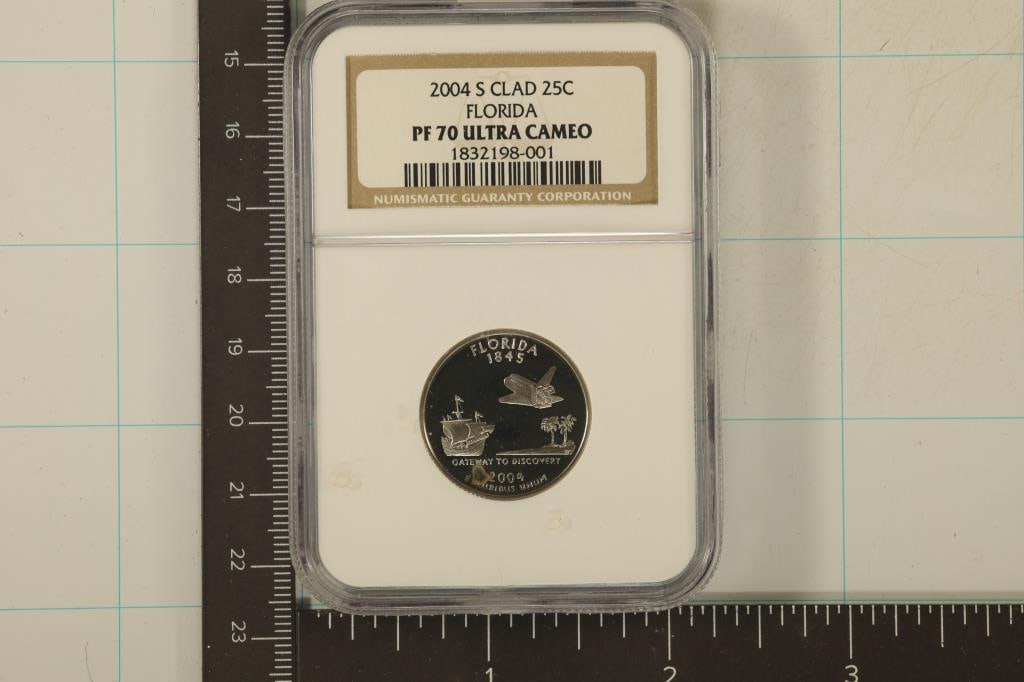 2004 S CLAD 25C
FLORIDA
PF 70 ULTRA CAMEO
1832198-001
NUMISMATIC GUARANTY CORPORATION
FLORIDA
1845
GATEWAY TO DISCOVERY
2004
UNUM
15
16
17
18
19
20
21
22
23
1
2
3